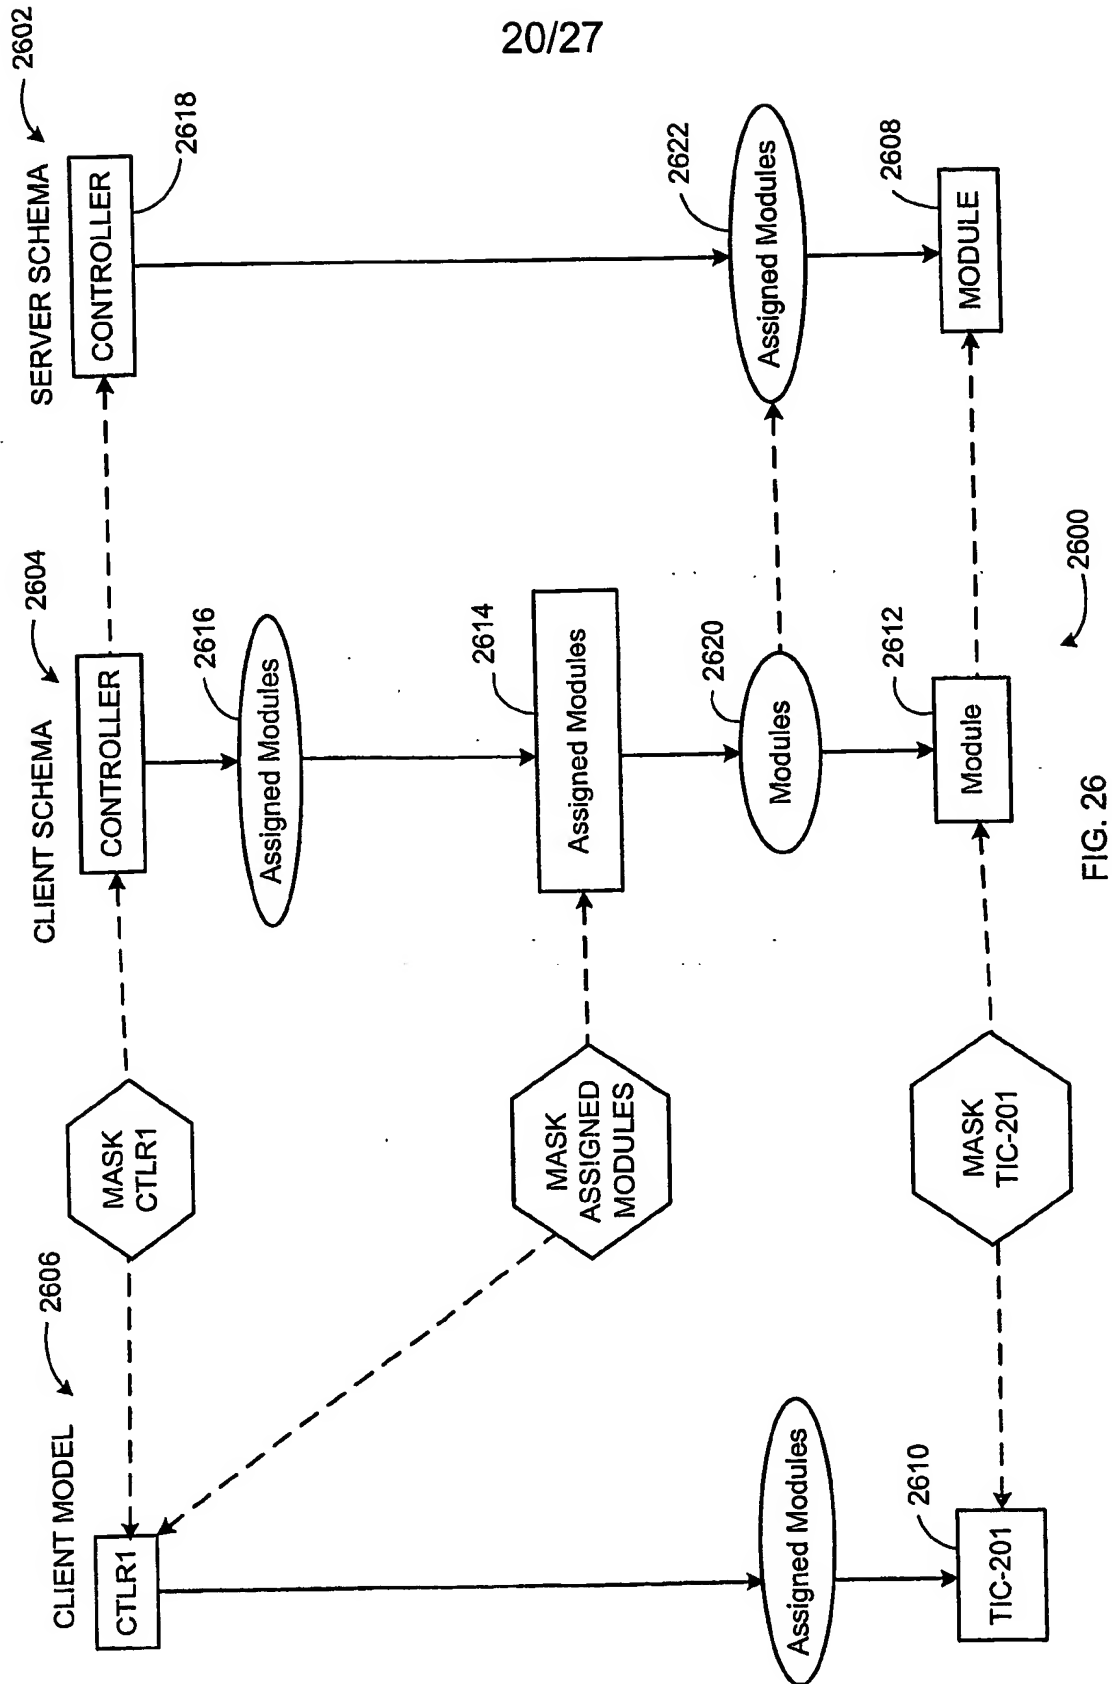 20/27
CLIENT MODEL
2606
CLIENT SCHEMA
2604
SERVER SCHEMA
2602
CTLR1
MASK
CTLR1
CONTROLLER
CONTROLLER
2618
Assigned Modules
2616
MASK
ASSIGNED
MODULES
Assigned Modules
2614
Assigned Modules
Modules
2620
Assigned Modules
2622
TIC-201
2610
MASK
TIC-201
Module
2612
MODULE
2608
2600
FIG. 26